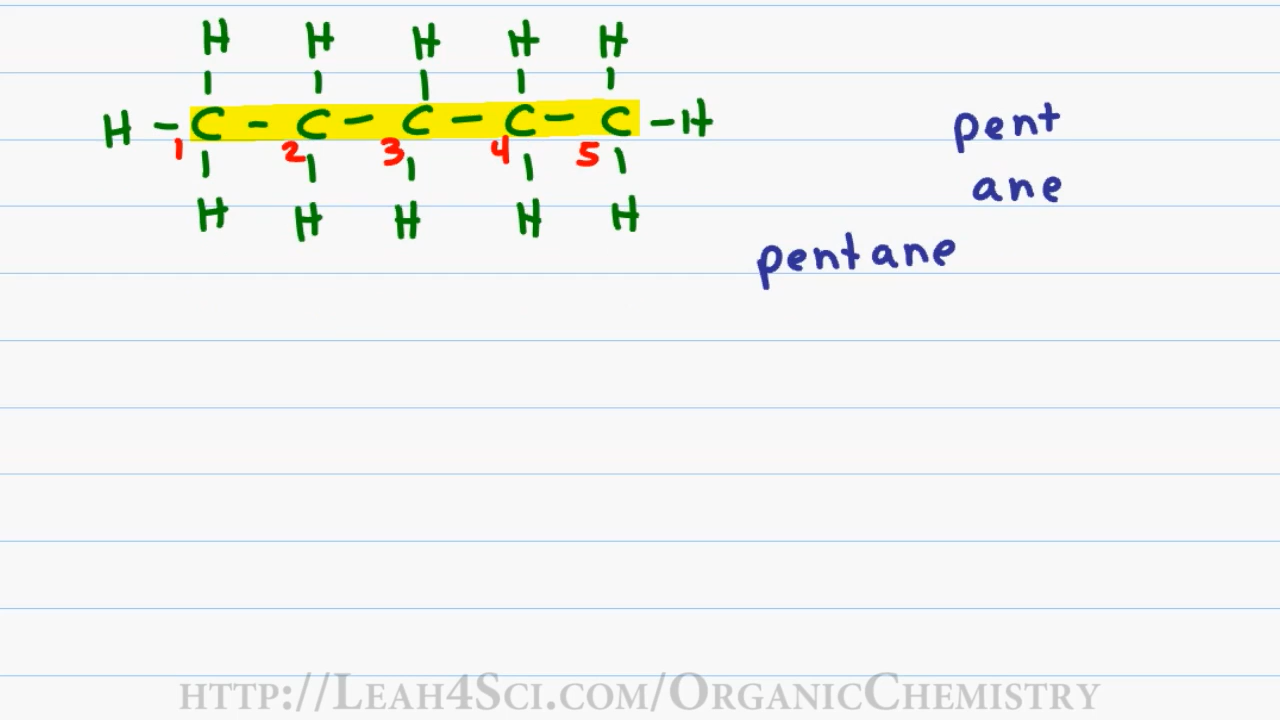 H H H H H
H - C - C - C - C - C - H
1 2 3 4 5
H H H H H
pent
ane
pentane
http://Leah4Sci.com/OrganicChemistry